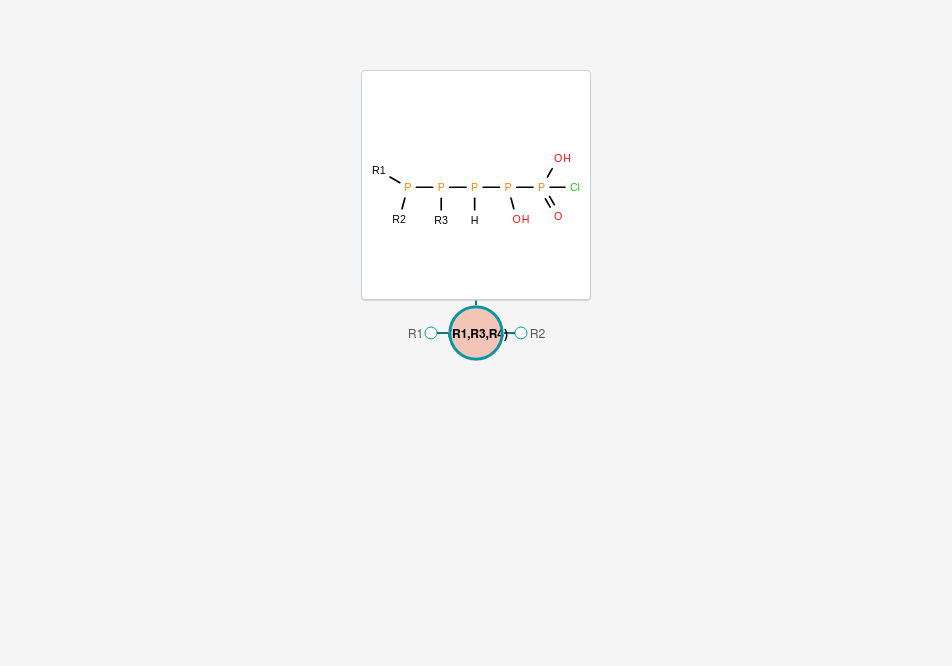 OH
R1
P P P P P Cl
R2 R3 H OH O
R1 R1,R3,R4) R2